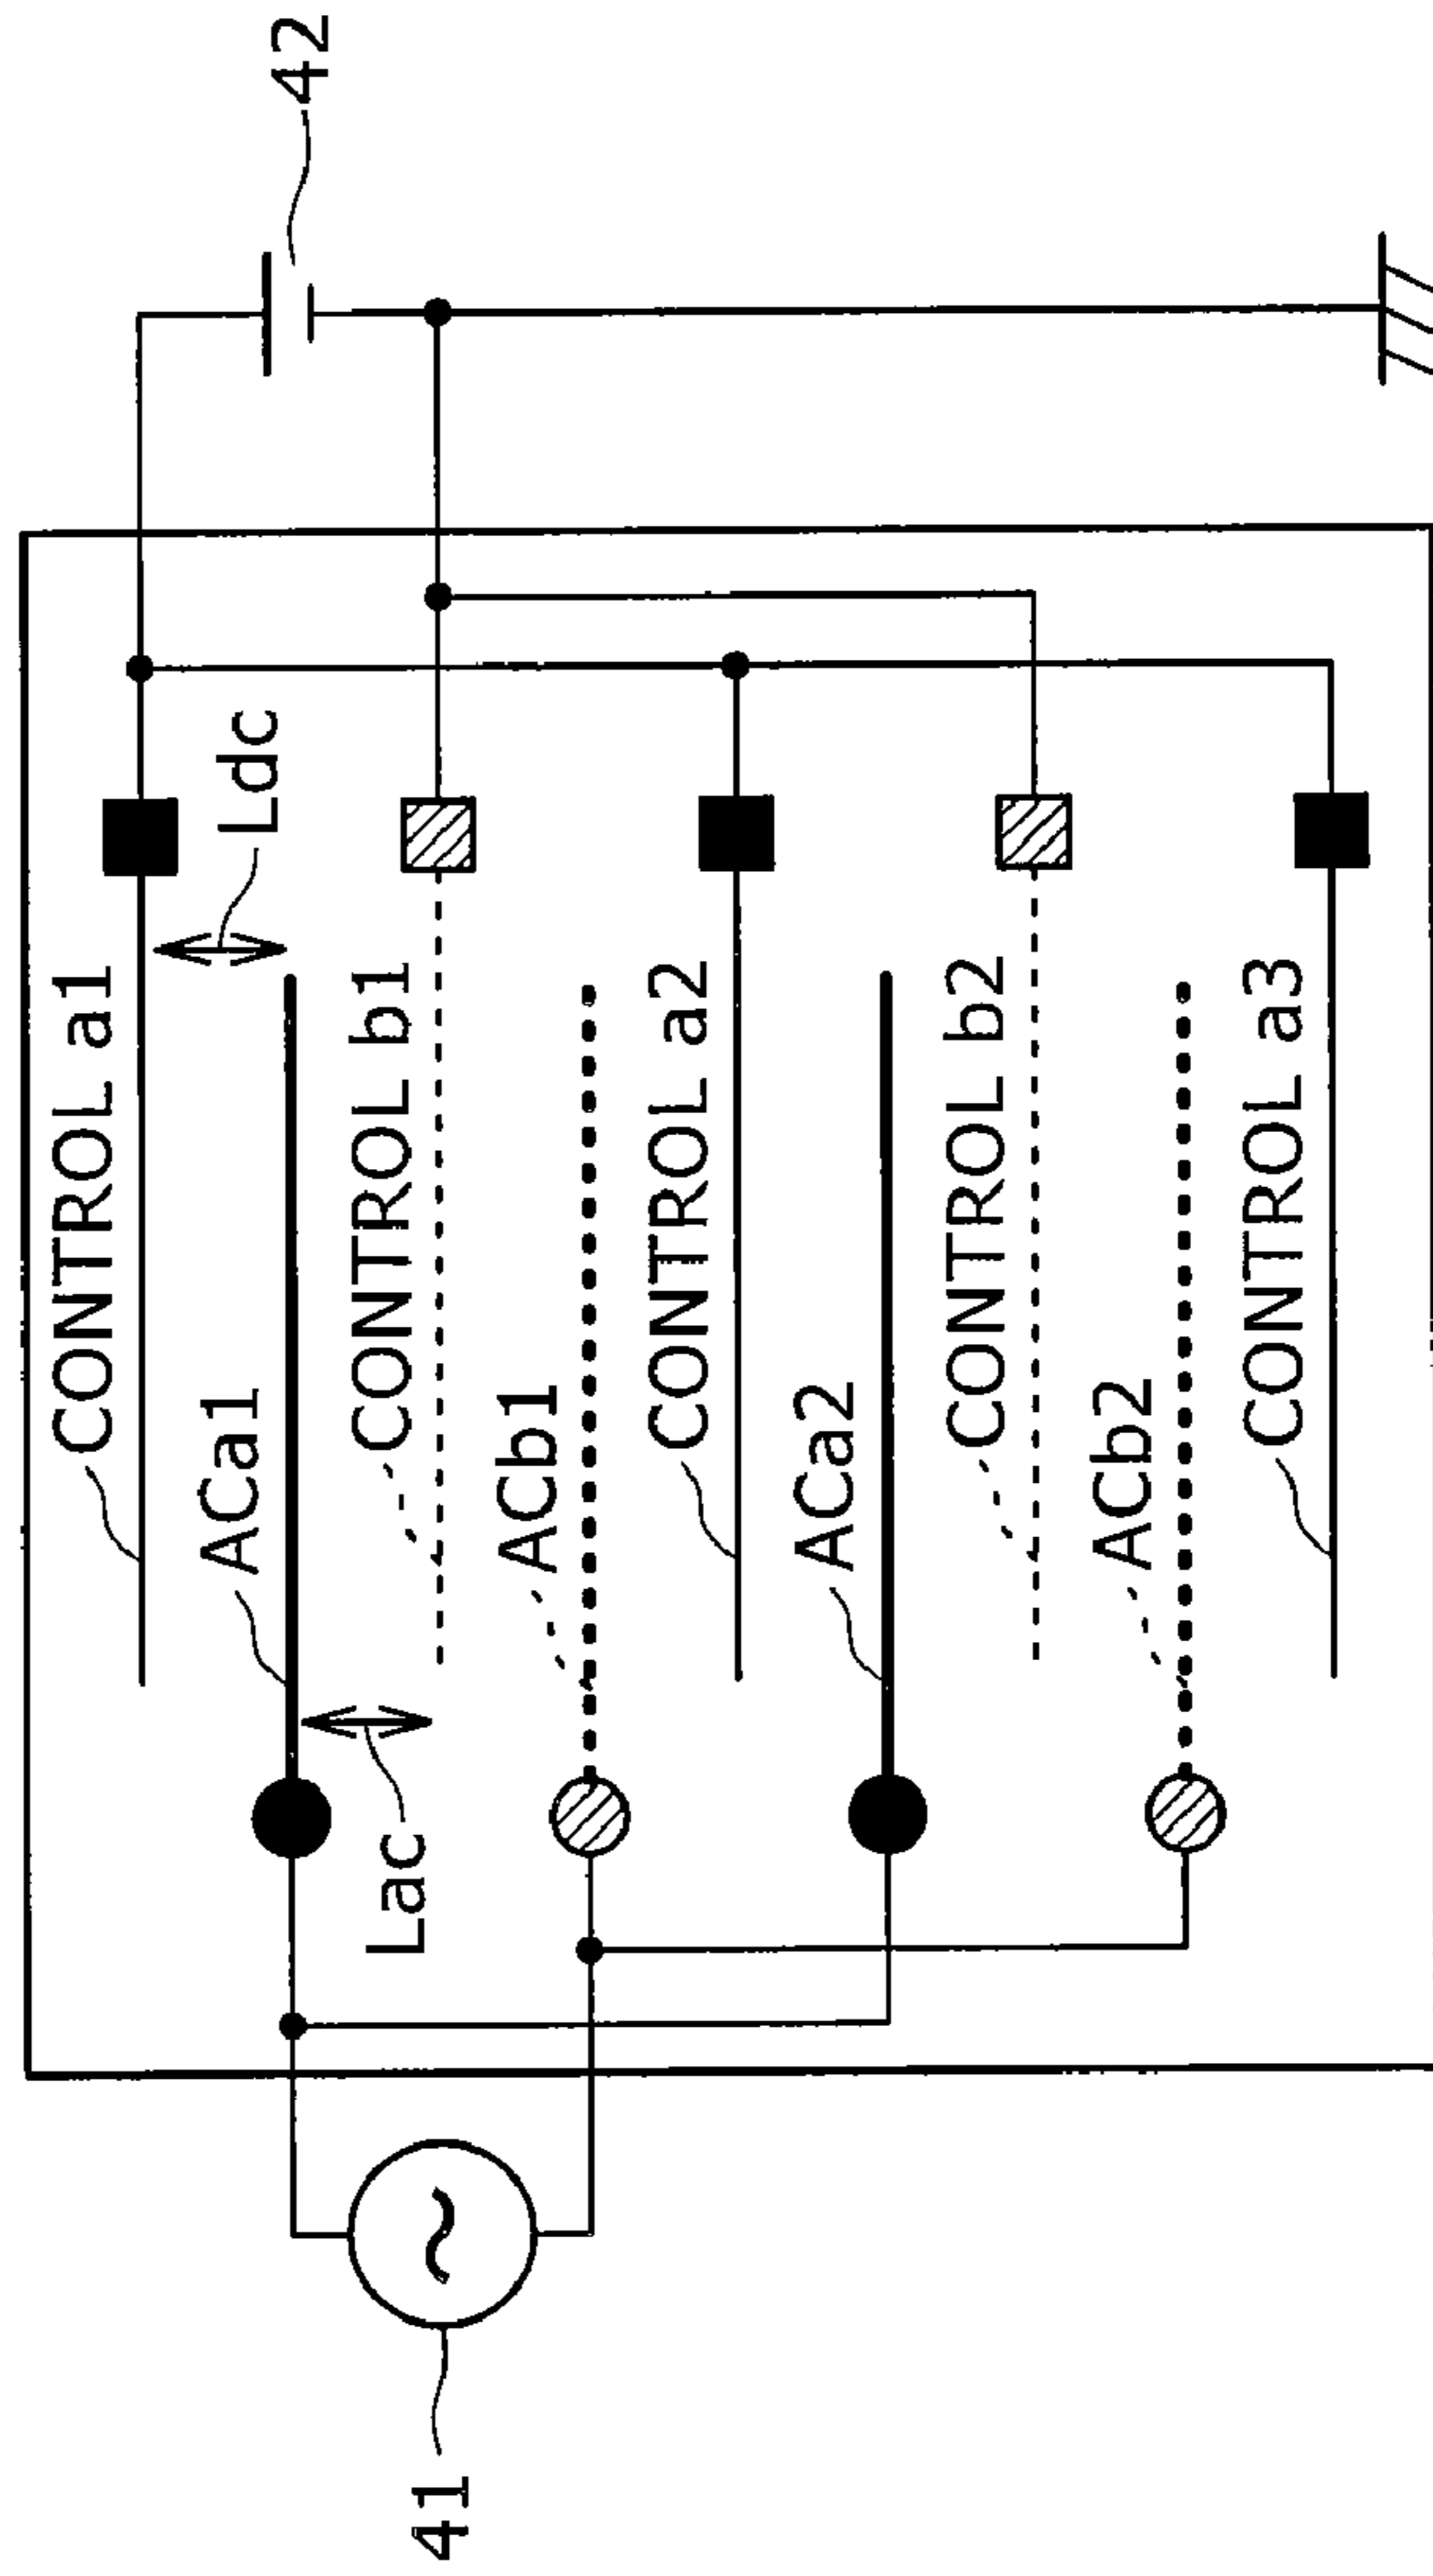 42
Ldc
CONTROL a1
ACa1
CONTROL b1
ACb1
CONTROL a2
ACa2
CONTROL b2
ACb2
CONTROL a3
Lac
~
41